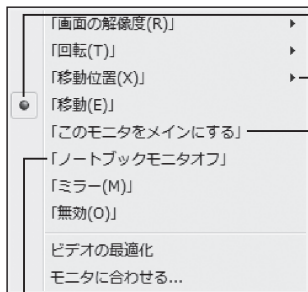 「画面の解像度(R)」
「回転(T)」
「移動位置(X)」
「移動(E)」
「このモニタをメインにする」
「ノートブックモニタオフ」
「ミラー(M)」
「無効(O)」
ビデオの最適化
モニタに合わせる...